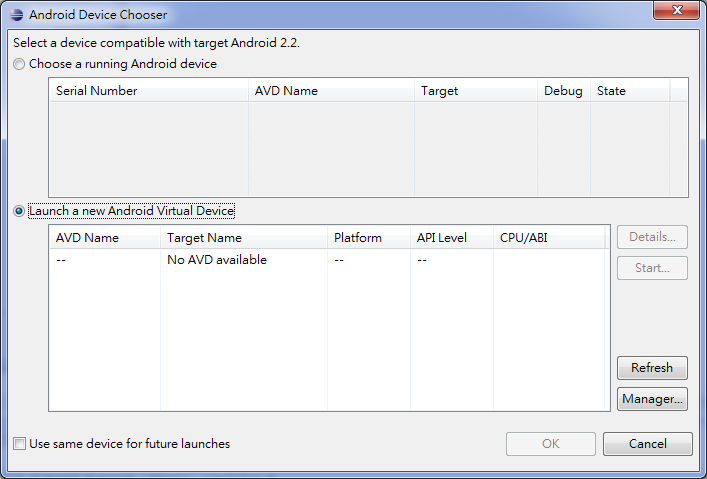 Android Device Chooser
Select a device compatible with target Android 2.2.
Choose a running Android device
Serial Number AVD Name Target Debug State
Launch a new Android Virtual Device
AVD Name Target Name Platform API Level CPU/ABI
-- No AVD available -- --
Details...
Start...
Refresh
Manager...
Use same device for future launches
OK Cancel